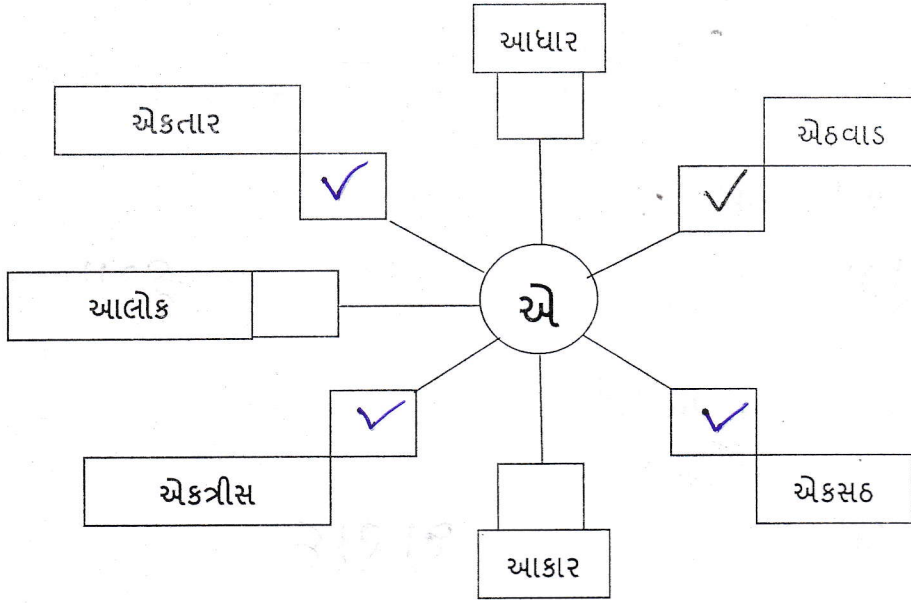 આધાર
એકતાર
એઠવાડ
આલોક
એ
એકત્રીસ
એકસઠ
આકાર